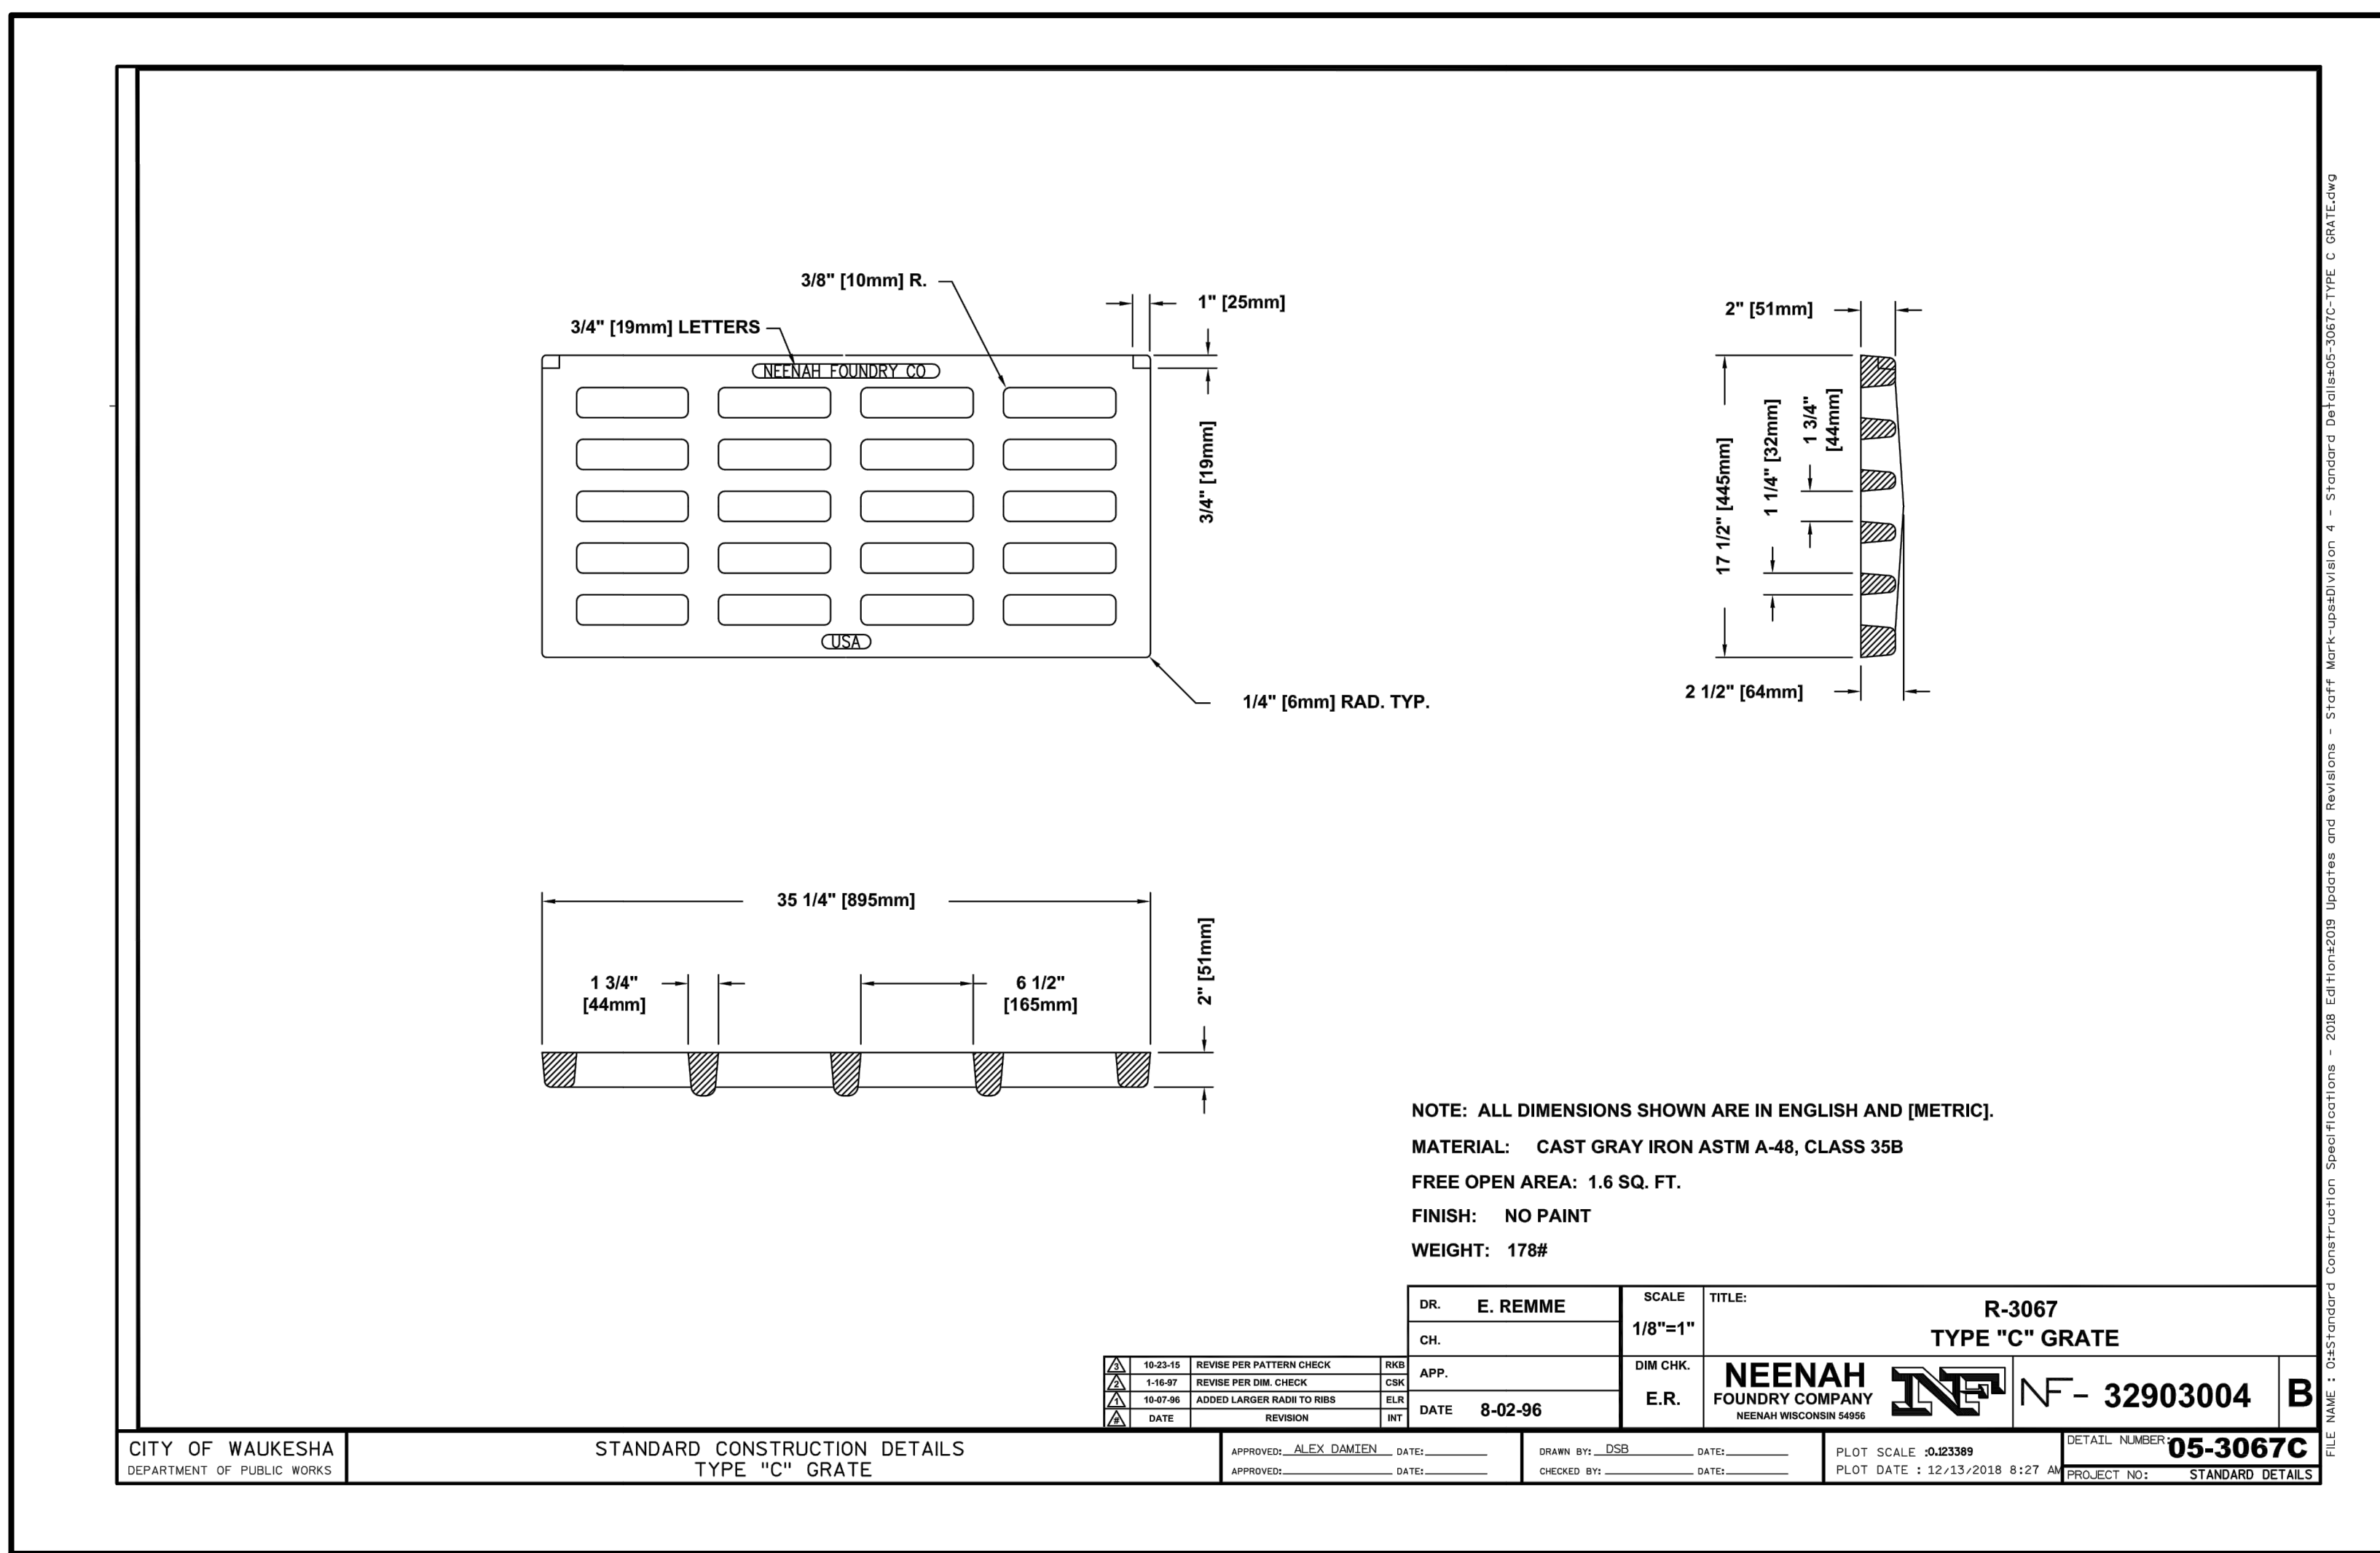 3/8" [10mm] R.
3/4" [19mm] LETTERS
1" [25mm]
NEENAH FOUNDRY CO
3/4" [19mm]
USA
1/4" [6mm] RAD. TYP.
2" [51mm]
17 1/2" [445mm]
1 1/4" [32mm]
1 3/4"
[44mm]
2 1/2" [64mm]
35 1/4" [895mm]
1 3/4"
[44mm]
6 1/2"
[165mm]
2" [51mm]
NOTE: ALL DIMENSIONS SHOWN ARE IN ENGLISH AND [METRIC].
MATERIAL: CAST GRAY IRON ASTM A-48, CLASS 35B
FREE OPEN AREA: 1.6 SQ. FT.
FINISH: NO PAINT
WEIGHT: 178#
3 10-23-15 REVISE PER PATTERN CHECK RKB
2 1-16-97 REVISE PER DIM. CHECK CSK
1 10-07-96 ADDED LARGER RADII TO RIBS ELR
# DATE REVISION INT
DR. E. REMME
CH.
APP.
DATE 8-02-96
SCALE
1/8"=1"
DIM CHK.
E.R.
TITLE:
R-3067
TYPE "C" GRATE
NEENAH
FOUNDRY COMPANY
NEENAH WISCONSIN 54956
NF
NF- 32903004
B
CITY OF WAUKESHA
DEPARTMENT OF PUBLIC WORKS
STANDARD CONSTRUCTION DETAILS
TYPE "C" GRATE
APPROVED: ALEX DAMIEN DATE:
APPROVED: DATE:
DRAWN BY: DSB DATE:
CHECKED BY: DATE:
PLOT SCALE :0.123389
PLOT DATE : 12/13/2018 8:27 AM
DETAIL NUMBER: 05-3067C
PROJECT NO: STANDARD DETAILS
FILE NAME : O:±Standard Construction Specifications - 2018 Edition±2019 Updates and Revisions - Staff Mark-ups±Division 4 - Standard Details±05-3067C-TYPE C GRATE.dwg